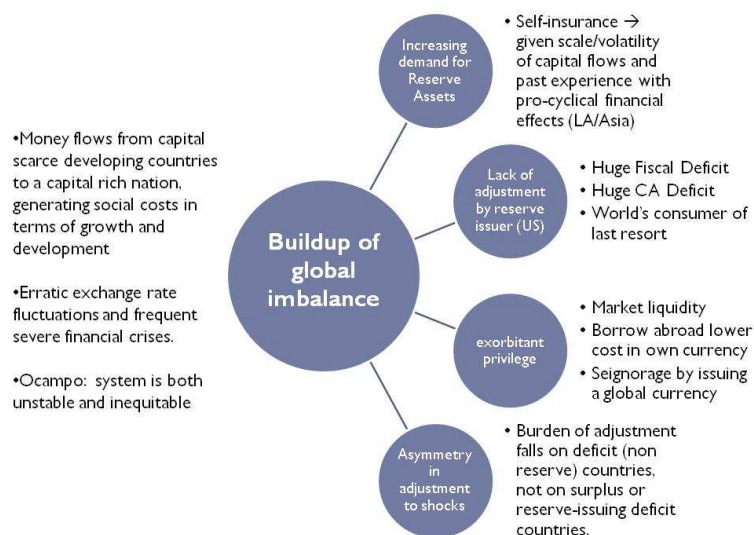 •Money flows from capital
scarce developing countries
to a capital rich nation,
generating social costs in
terms of growth and
development
•Erratic exchange rate
fluctuations and frequent
severe financial crises.
•Ocampo: system is both
unstable and inequitable
Buildup of
global
imbalance
Increasing
demand for
Reserve
Assets
• Self-insurance →
given scale/volatility
of capital flows and
past experience with
pro-cyclical financial
effects (LA/Asia)
Lack of
adjustment
by reserve
issuer (US)
• Huge Fiscal Deficit
• Huge CA Deficit
• World's consumer of
last resort
exorbitant
privilege
• Market liquidity
• Borrow abroad lower
cost in own currency
• Seignorage by issuing
a global currency
Asymmetry
in
adjustment
to shocks
• Burden of adjustment
falls on deficit (non
reserve) countries,
not on surplus or
reserve-issuing deficit
countries.